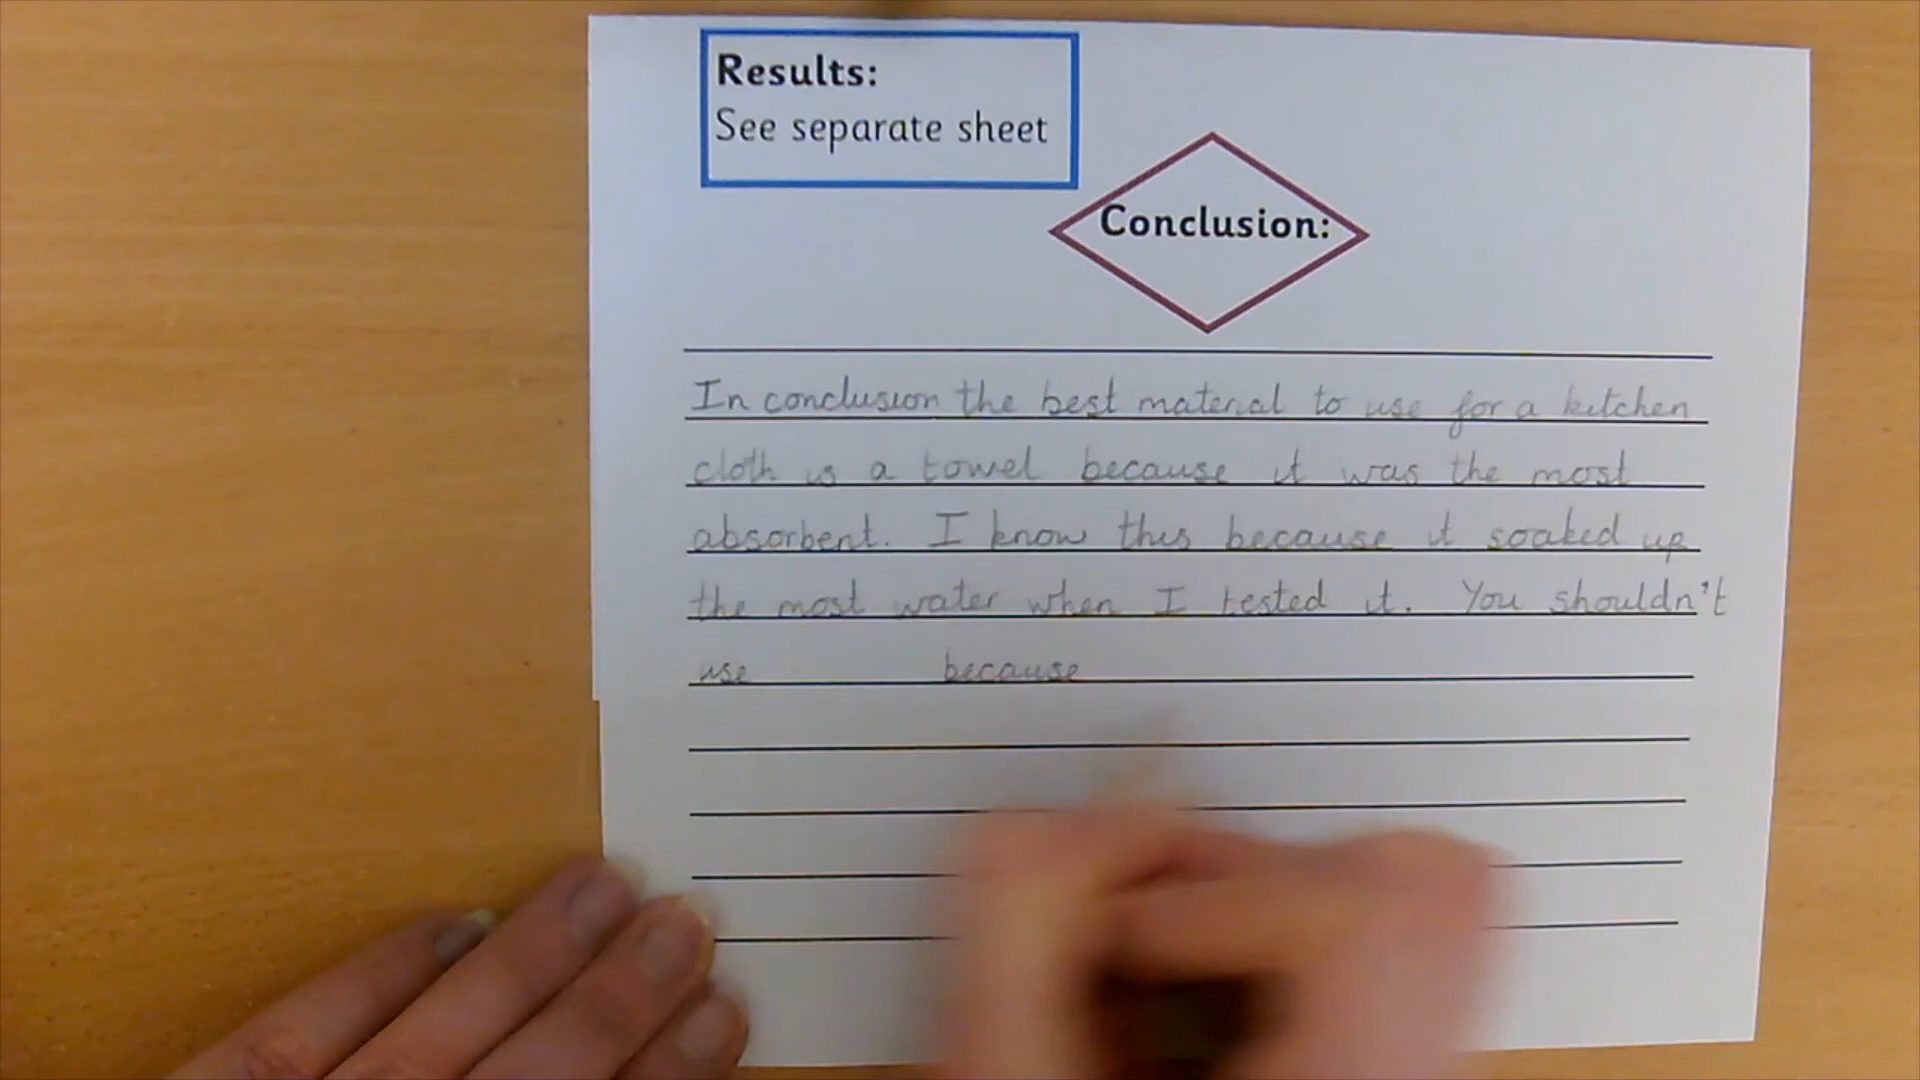 Results:
See separate sheet
Conclusion:
In conclusion the best material to use for a kitchen
cloth is a towel because it was the most
absorbent. I know this because it soaked up
the most water when I tested it. You shouldn't
use because